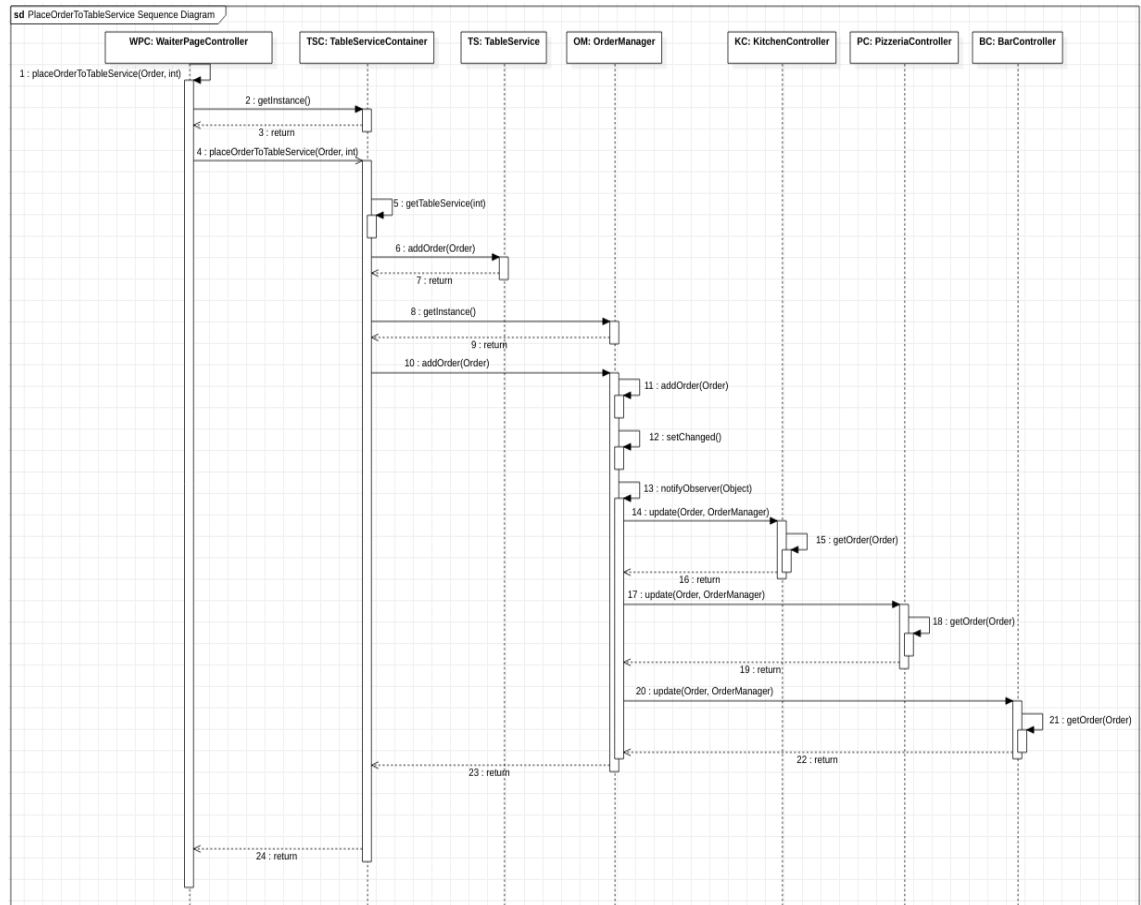 sd PlaceOrderToTableService Sequence Diagram
WPC: WaiterPageController
TSC: TableServiceContainer
TS: TableService
OM: OrderManager
KC: KitchenController
PC: PizzeriaController
BC: BarController
1 : placeOrderToTableService(Order, int)
2 : getInstance()
3 : return
4 : placeOrderToTableService(Order, int)
5 : getTableService(int)
6 : addOrder(Order)
7 : return
8 : getInstance()
9 : return
10 : addOrder(Order)
11 : addOrder(Order)
12 : setChanged()
13 : notifyObserver(Object)
14 : update(Order, OrderManager)
15 : getOrder(Order)
16 : return
17 : update(Order, OrderManager)
18 : getOrder(Order)
19 : return
20 : update(Order, OrderManager)
21 : getOrder(Order)
22 : return
23 : return
24 : return